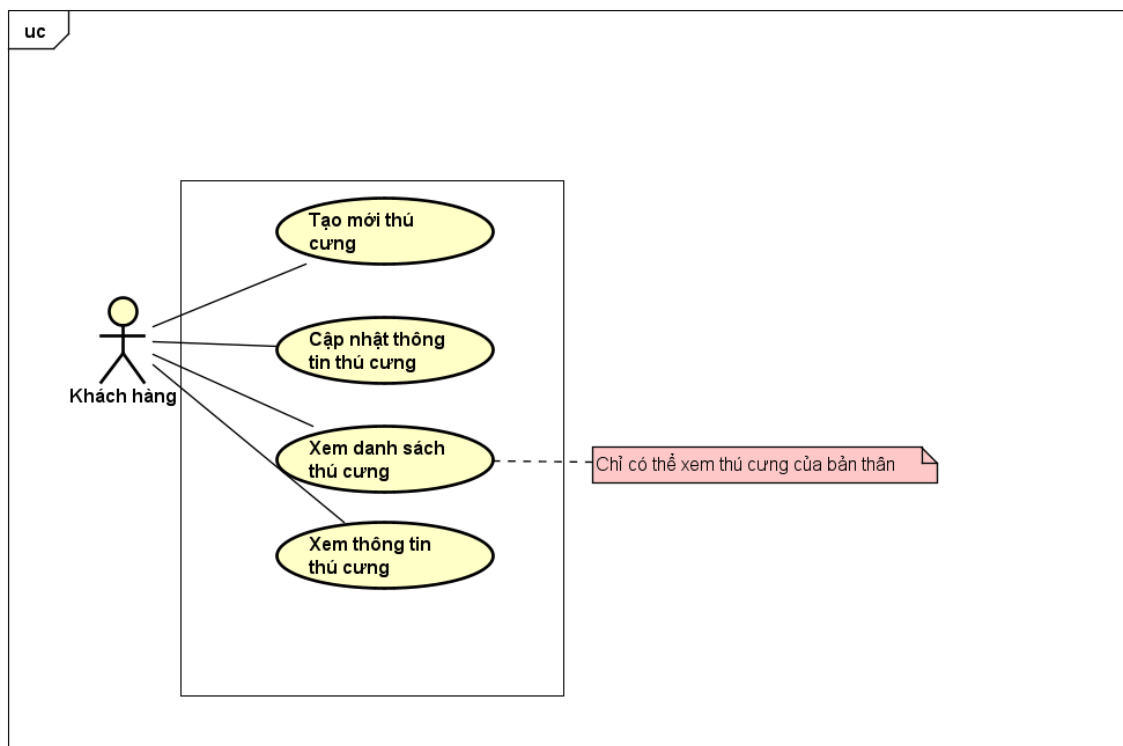 uc
Tạo mới thú
cưng
Cập nhật thông
tin thú cưng
Khách hàng
Xem danh sách
thú cưng
Chỉ có thể xem thú cưng của bản thân
Xem thông tin
thú cưng